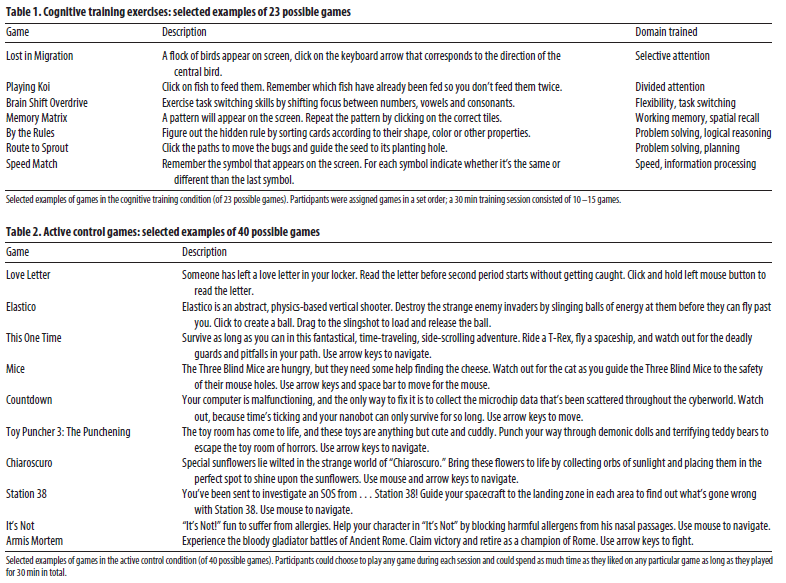 Table 1. Cognitive training exercises: selected examples of 23 possible games
Game Description Domain trained
Lost in Migration A flock of birds appear on screen, click on the keyboard arrow that corresponds to the direction of the Selective attention
central bird.
Playing Koi Click on fish to feed them. Remember which fish have already been fed so you don't feed them twice. Divided attention
Brain Shift Overdrive Exercise task switching skills by shifting focus between numbers, vowels and consonants. Flexibility, task switching
Memory Matrix A pattern will appear on the screen. Repeat the pattern by clicking on the correct tiles. Working memory, spatial recall
By the Rules Figure out the hidden rule by sorting cards according to their shape, color or other properties. Problem solving, logical reasoning
Route to Sprout Click the paths to move the bugs and guide the seed to its planting hole. Problem solving, planning
Speed Match Remember the symbol that appears on the screen. For each symbol indicate whether it's the same or Speed, information processing
different than the last symbol.
Selected examples of games in the cognitive training condition (of 23 possible games). Participants were assigned games in a set order; a 30 min training session consisted of 10–15 games.
Table 2. Active control games: selected examples of 40 possible games
Game Description
Love Letter Someone has left a love letter in your locker. Read the letter before second period starts without getting caught. Click and hold left mouse button to
read the letter.
Elastico Elastico is an abstract, physics-based vertical shooter. Destroy the strange enemy invaders by slinging balls of energy at them before they can fly past
you. Click to create a ball. Drag to the slingshot to load and release the ball.
This One Time Survive as long as you can in this fantastical, time-traveling, side-scrolling adventure. Ride a T-Rex, fly a spaceship, and watch out for the deadly
guards and pitfalls in your path. Use arrow keys to navigate.
Mice The Three Blind Mice are hungry, but they need some help finding the cheese. Watch out for the cat as you guide the Three Blind Mice to the safety
of their mouse holes. Use arrow keys and space bar to move for the mouse.
Countdown Your computer is malfunctioning, and the only way to fix it is to collect the microchip data that's been scattered throughout the cyberworld. Watch
out, because time's ticking and your nanobot can only survive for so long. Use arrow keys to move.
Toy Puncher 3: The Punchening The toy room has come to life, and these toys are anything but cute and cuddly. Punch your way through demonic dolls and terrifying teddy bears to
escape the toy room of horrors. Use arrow keys to navigate.
Chiaroscuro Special sunflowers lie wilted in the strange world of "Chiaroscuro." Bring these flowers to life by collecting orbs of sunlight and placing them in the
perfect spot to shine upon the sunflowers. Use mouse and arrow keys to navigate.
Station 38 You've been sent to investigate an SOS from . . . Station 38! Guide your spacecraft to the landing zone in each area to find out what's gone wrong
with Station 38. Use mouse to navigate.
It's Not "It's Not!" fun to suffer from allergies. Help your character in "It's Not" by blocking harmful allergens from his nasal passages. Use mouse to navigate.
Armis Mortem Experience the bloody gladiator battles of Ancient Rome. Claim victory and retire as a champion of Rome. Use arrow keys to fight.
Selected examples of games in the active control condition (of 40 possible games). Participants could choose to play any game during each session and could spend as much time as they liked on any particular game as long as they played
for 30 min in total.